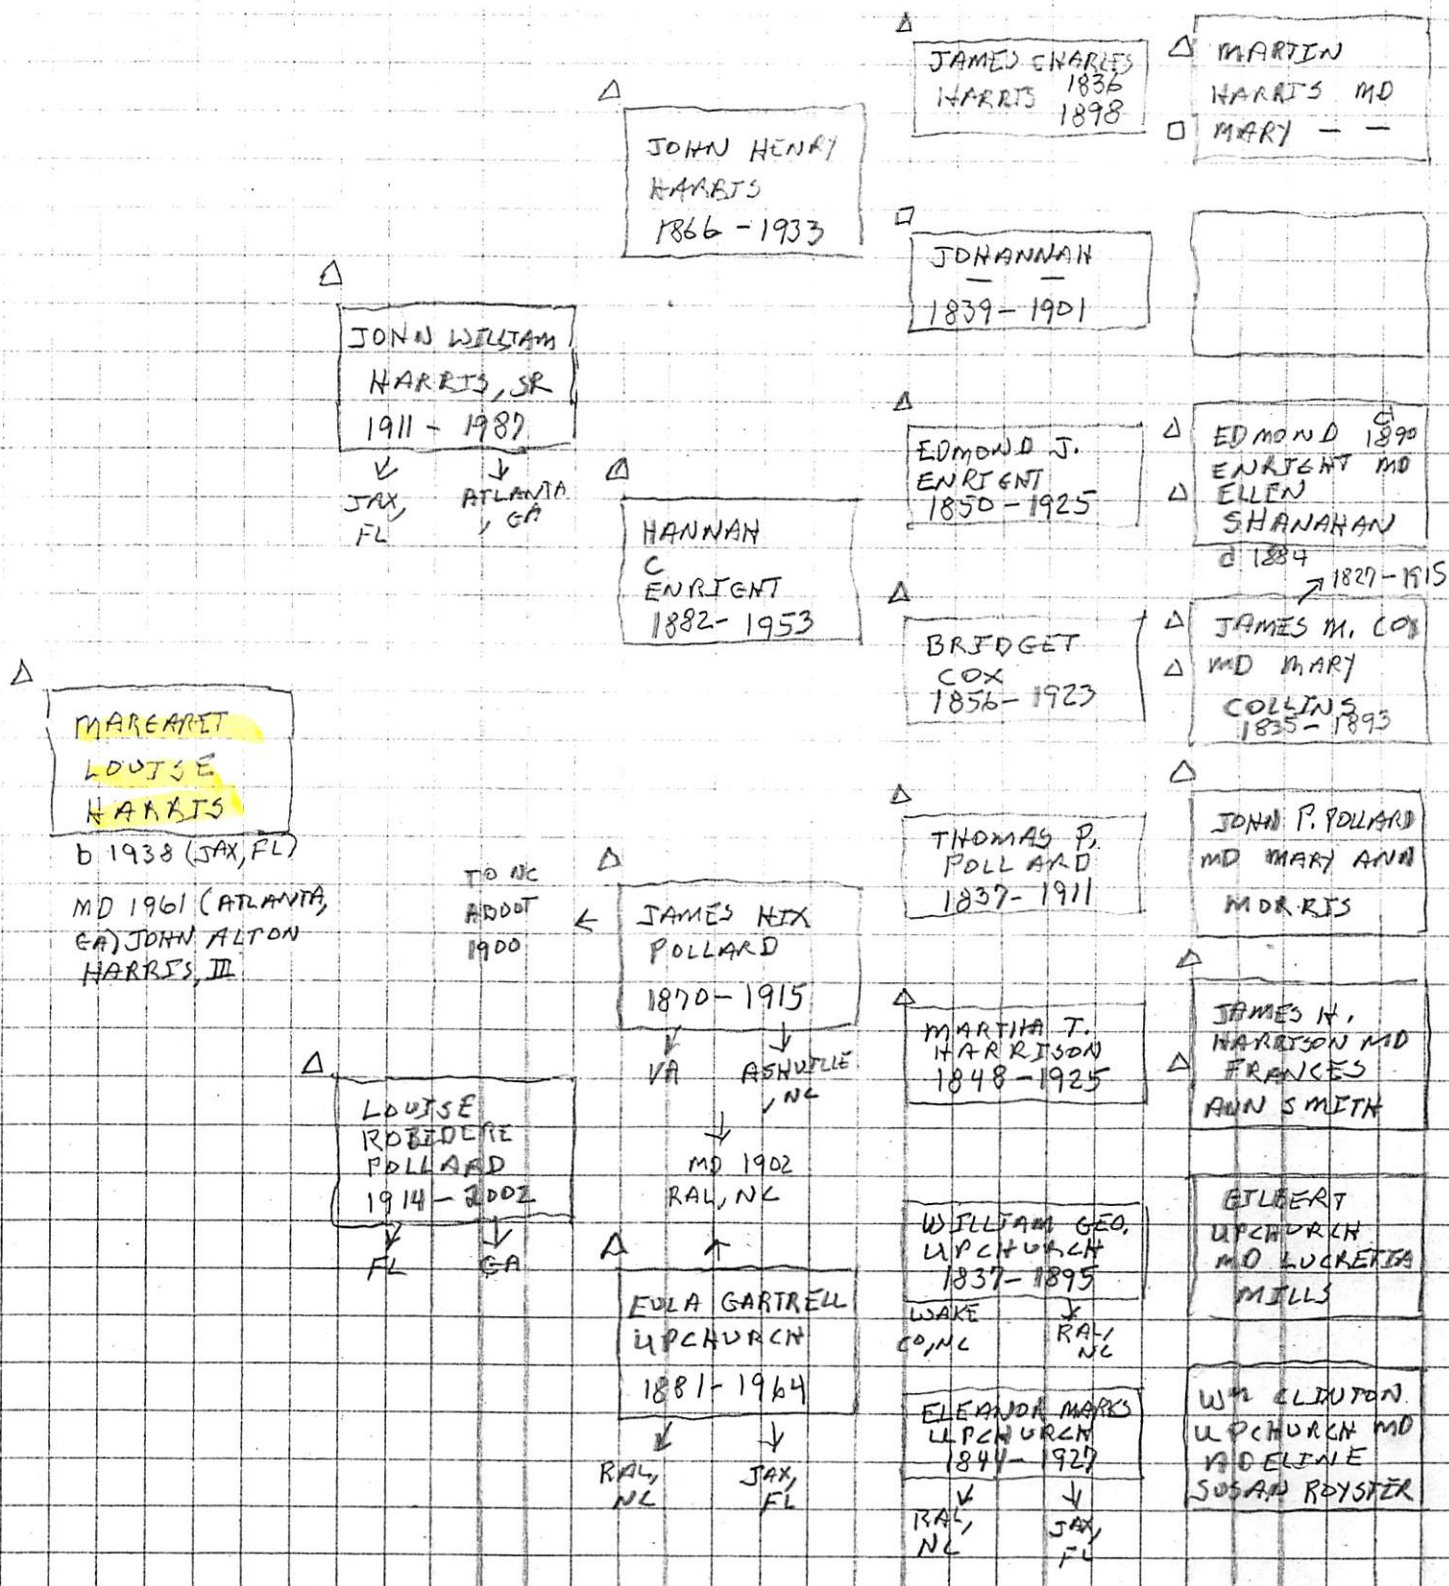 MARGARET
LOUISE
HARRIS
b 1938 (JAX, FL)
MD 1961 (ATLANTA,
GA) JOHN ALTON
HARRIS, III
JOHN WILLIAM
HARRIS, SR
1911 - 1987
JAX,
FL
ATLANTA
, GA
LOUISE
PollARD
1914 - 2002
FL
GA
JOHN HENRY
HARRIS
1866 - 1933
HANNAH
C
ENRIGHT
1882 - 1953
TO NC
ABOUT
1900
JAMES HIX
POLLARD
1870 - 1915
VA
ASHVILLE
, NC
MD 1902
RAL, NC
EULA GARTRELL
UPCHURCH
1881 - 1964
RAL,
NC
JAX,
FL
JAMES CHARLES
HARRIS 1836
1898
JOHANNAH
— —
1839 - 1901
EDMOND J.
ENRIGHT
1850 - 1925
BRIDGET
COX
1856 - 1923
THOMAS P.
POLLARD
1837 - 1911
MARTHA T.
HARRISON
1848 - 1925
WILLIAM GEO.
UPCHURCH
1837 - 1895
WAKE
CO, NC
RAL,
NC
ELEANOR MARKS
UPCHURCH
1844 - 1927
RAL,
NC
JAX,
FL
MARTIN
HARRIS MD
MARY — —
EDMOND d 1890
ENRIGHT MD
ELLEN
SHANAHAN
d 1884
1827 - 1915
JAMES M. COX
MD MARY
COLLINS
1835 - 1893
JOHN P. POLLARD
MD MARY ANN
MORRIS
JAMES H.
HARRISON MD
FRANCES
ANN SMITH
GILBERT
UPCHURCH
MD LUCRETIA
MILLS
Wm CLINTON
UPCHURCH MD
ADELINE
SUSAN ROYSTER